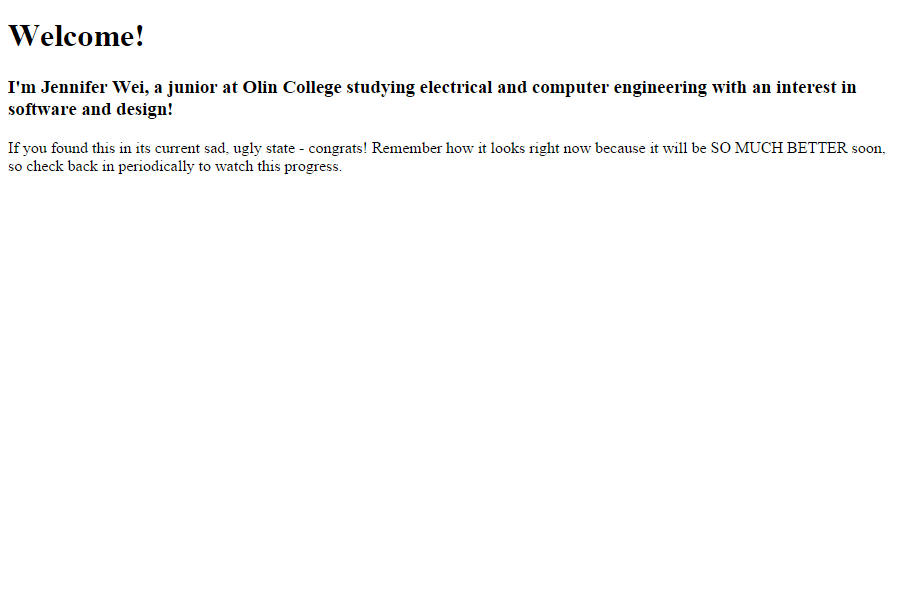 Welcome!
I'm Jennifer Wei, a junior at Olin College studying electrical and computer engineering with an interest in
software and design!
If you found this in its current sad, ugly state - congrats! Remember how it looks right now because it will be SO MUCH BETTER soon,
so check back in periodically to watch this progress.